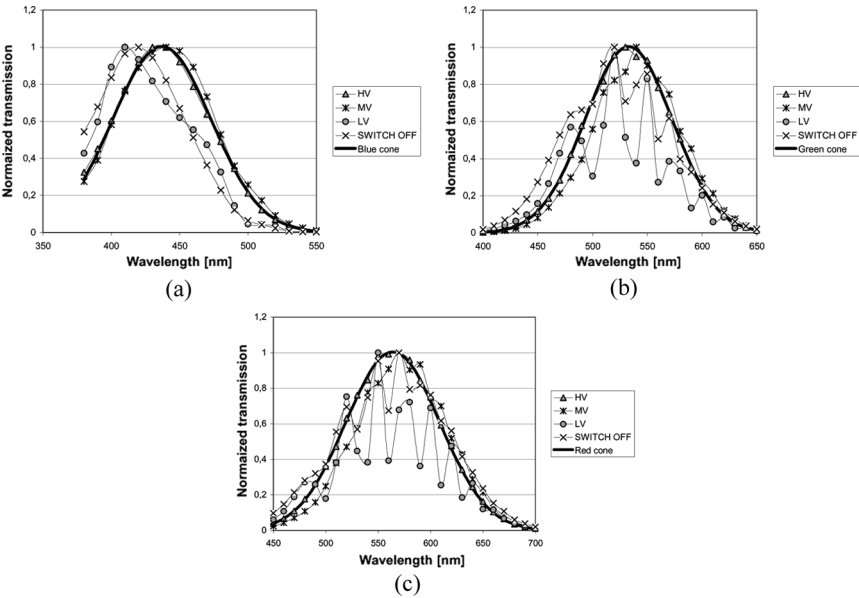 1,2
1
0,8
0,6
0,4
0,2
0
Normaized transmission
350 400 450 500 550
Wavelength [nm]
HV
MV
LV
SWITCH OFF
Blue cone
(a)
1,2
1
0,8
0,6
0,4
0,2
0
Normaized transmission
400 450 500 550 600 650
Wavelength [nm]
HV
MV
LV
SWITCH OFF
Green cone
(b)
1,2
1
0,8
0,6
0,4
0,2
0
Normaized transmission
450 500 550 600 650 700
Wavelength [nm]
HV
MV
LV
SWITCH OFF
Red cone
(c)